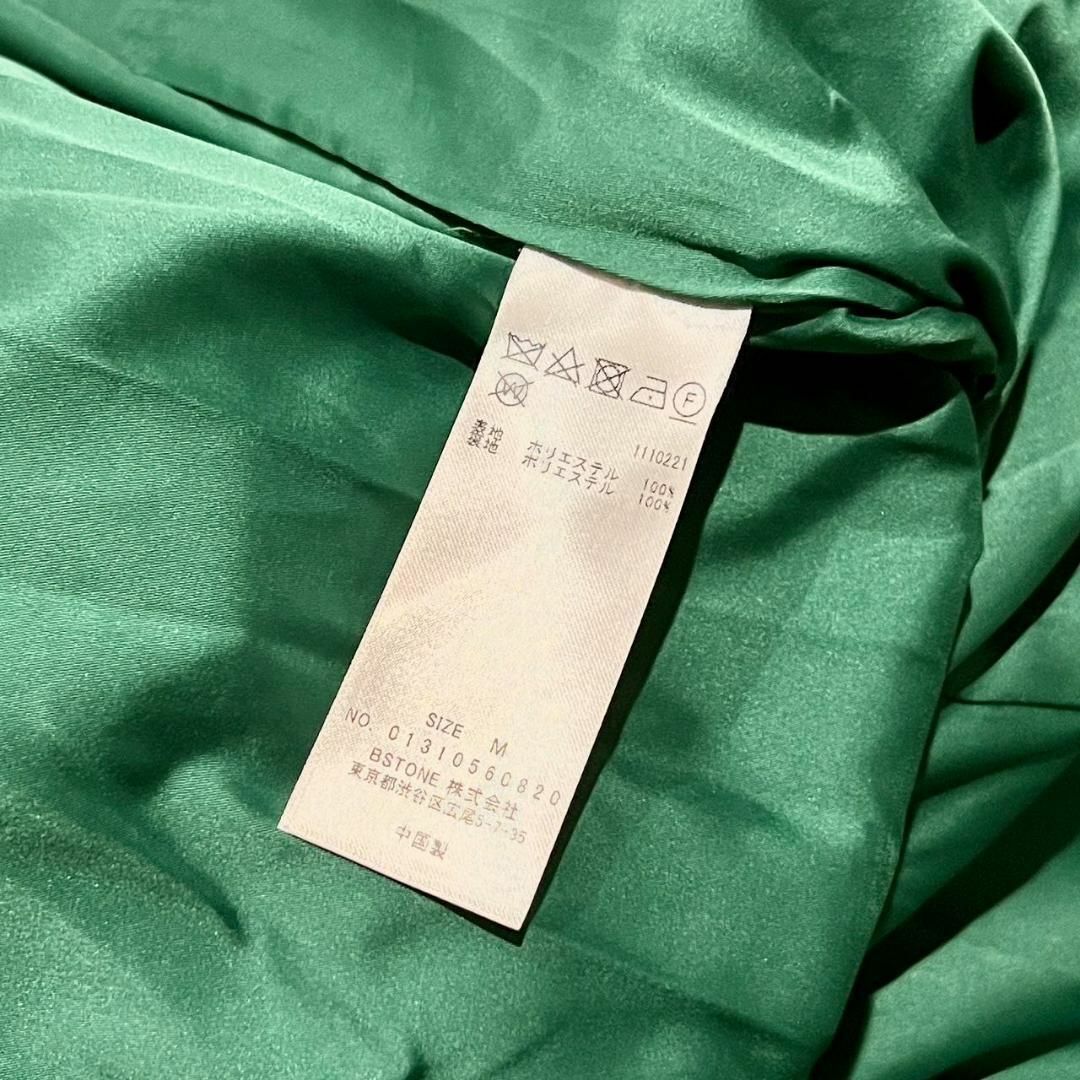 F
W
1110221
表地 ポリエステル 100%
裏地 ポリエステル 100%
SIZE M
NO. 01310560820
BSTONE 株式会社
東京都渋谷区広尾5-7-35
中国製